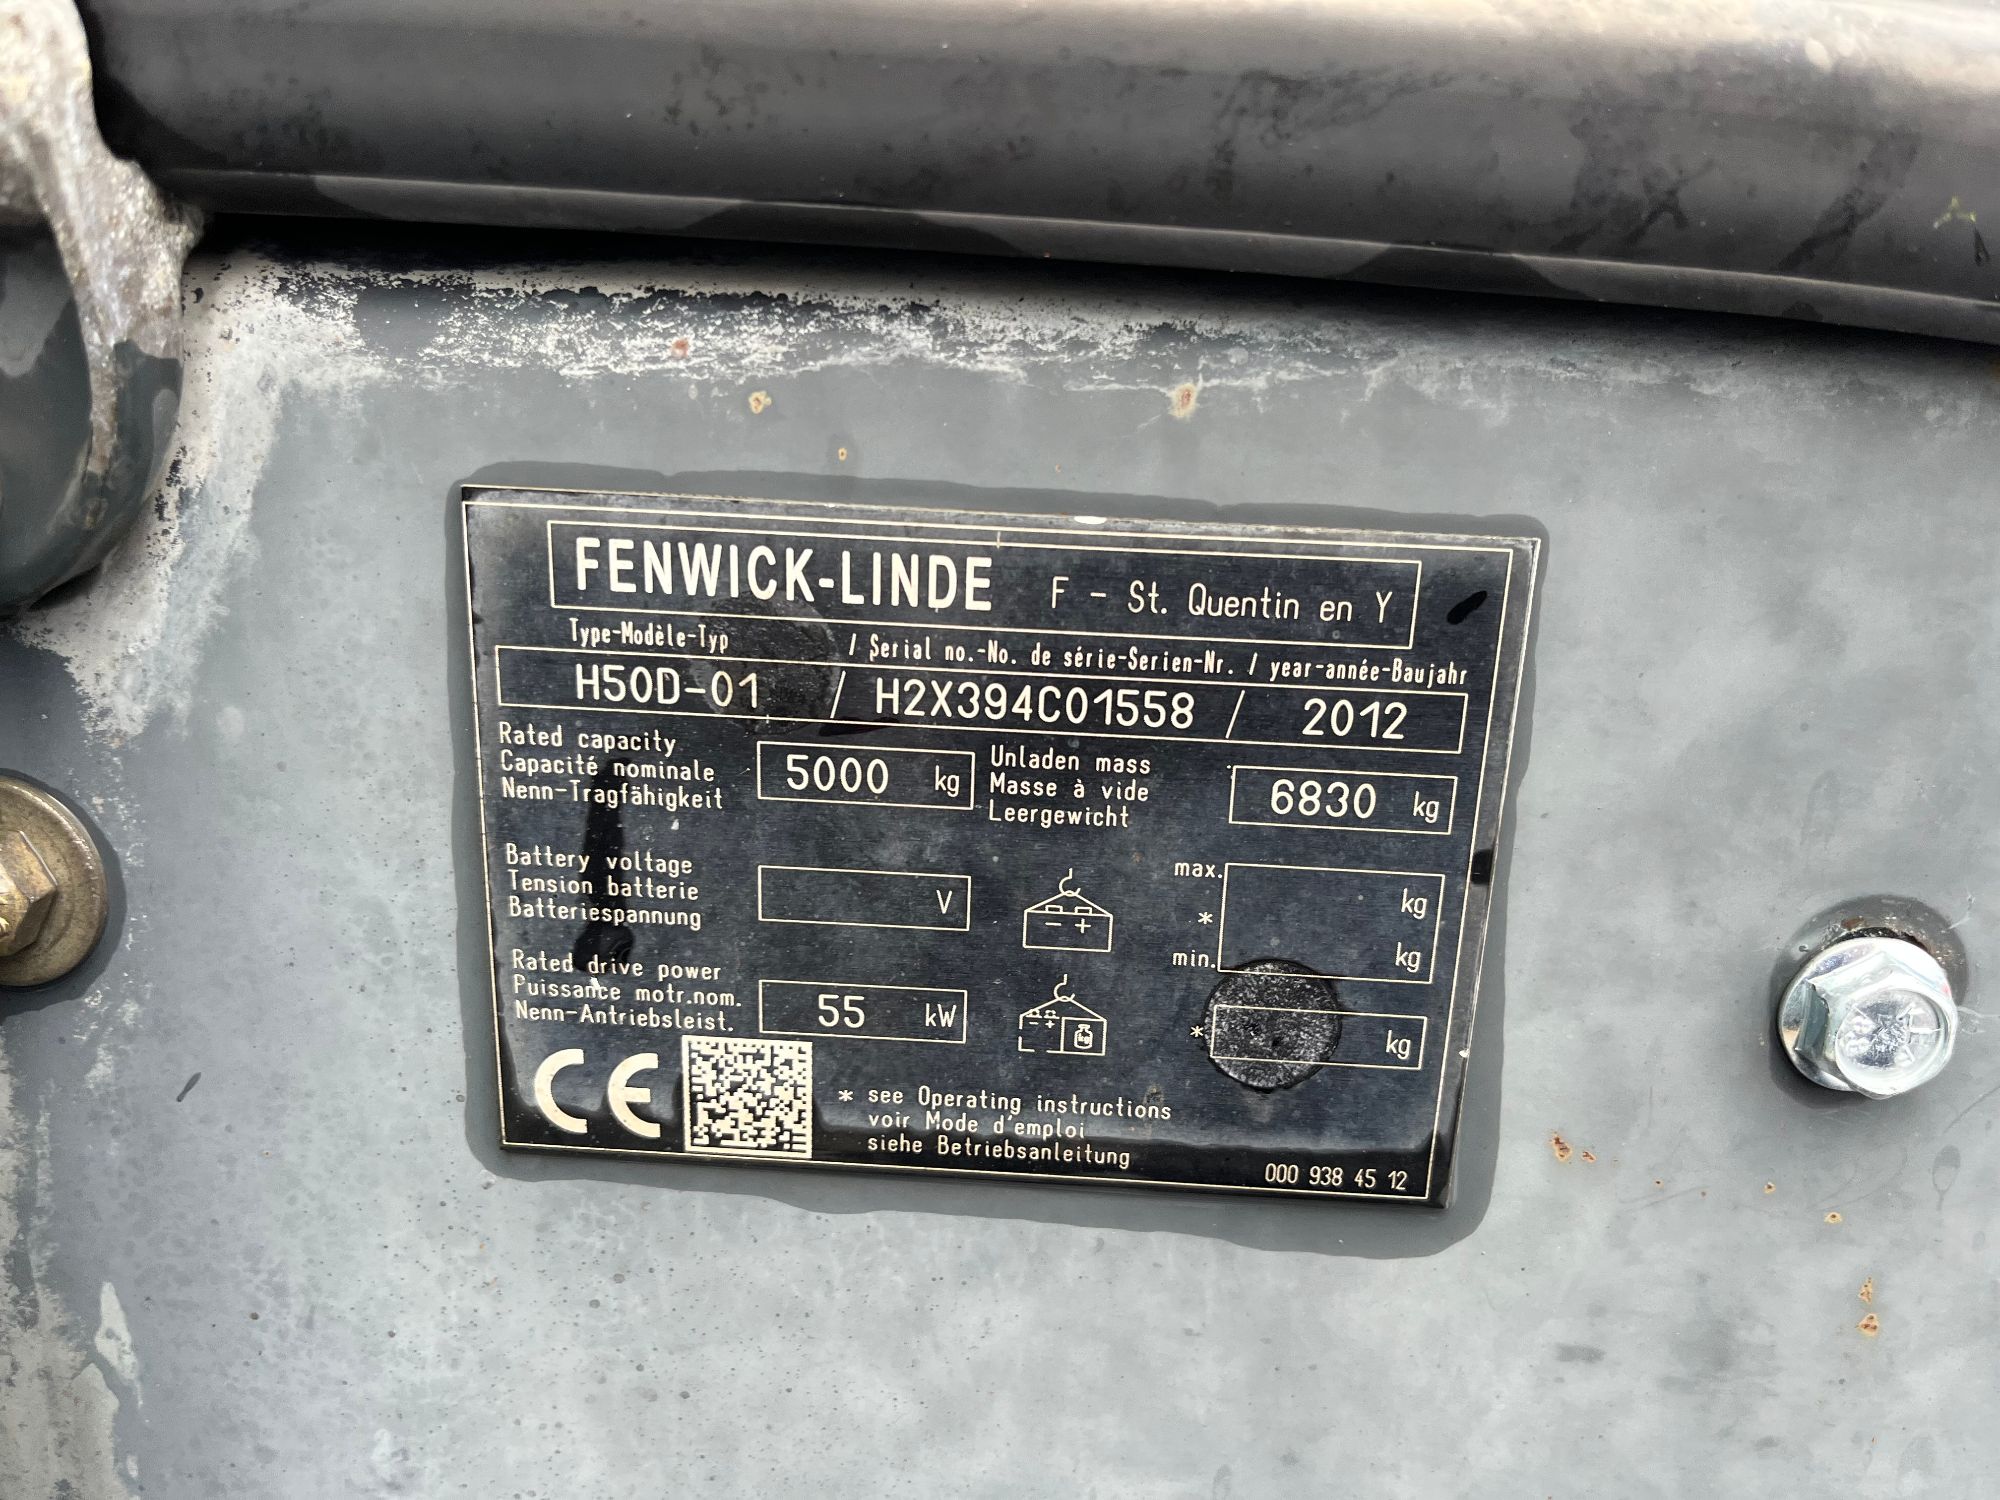 FENWICK-LINDE F - St. Quentin en Y
Type-Modèle-Typ / Serial no.-No. de série-Serien-Nr. / year-année-Baujahr
H50D-01 / H2X394C01558 / 2012
Rated capacity
Capacité nominale
Nenn-Tragfähigkeit
5000 kg
Unladen mass
Masse à vide
Leergewicht
6830 kg
Battery voltage
Tension batterie
Batteriespannung
V
- +
max.
kg
*
min.
kg
Rated drive power
Puissance motr.nom.
Nenn-Antriebsleist.
55 kW
- +
kg
* kg
CE
* see Operating instructions
voir Mode d'emploi
siehe Betriebsanleitung
000 938 45 12